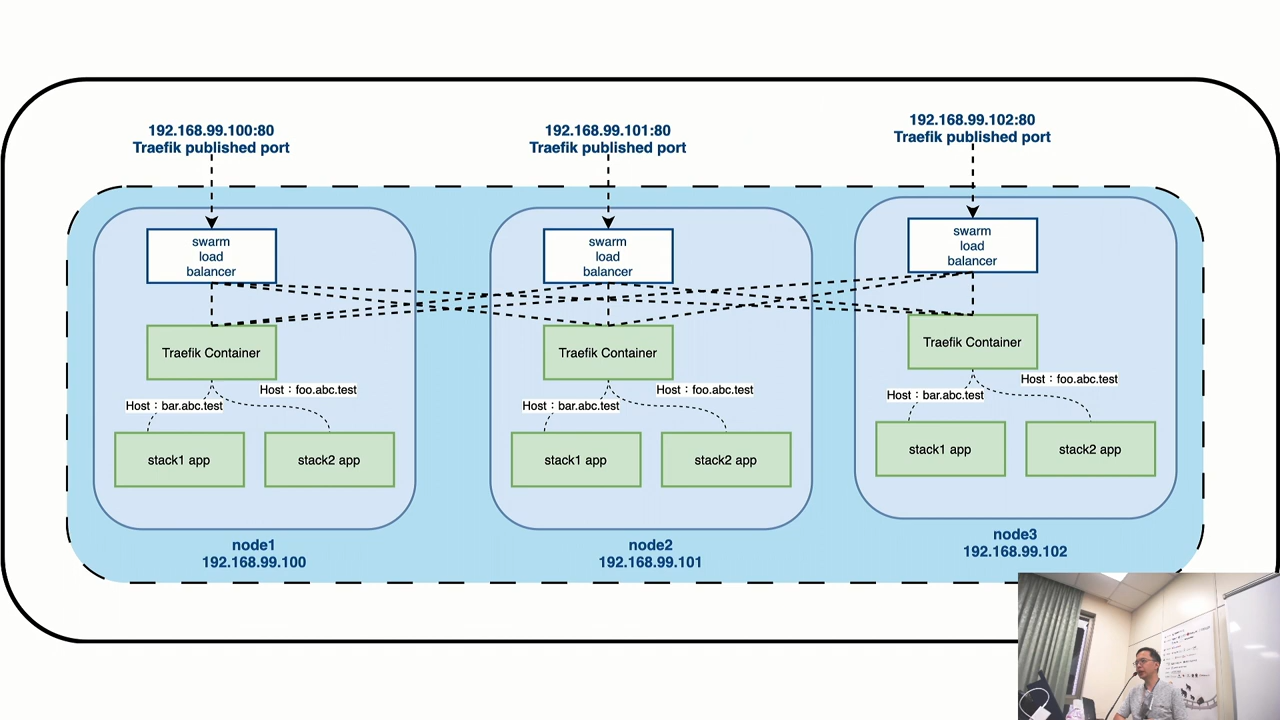 192.168.99.100:80
Traefik published port
192.168.99.101:80
Traefik published port
192.168.99.102:80
Traefik published port
swarm
load
balancer
swarm
load
balancer
swarm
load
balancer
Traefik Container
Traefik Container
Traefik Container
Host：foo.abc.test
Host：bar.abc.test
Host：foo.abc.test
Host：bar.abc.test
Host：foo.abc.test
Host：bar.abc.test
stack1 app
stack2 app
stack1 app
stack2 app
stack1 app
stack2 app
node1
192.168.99.100
node2
192.168.99.101
node3
192.168.99.102